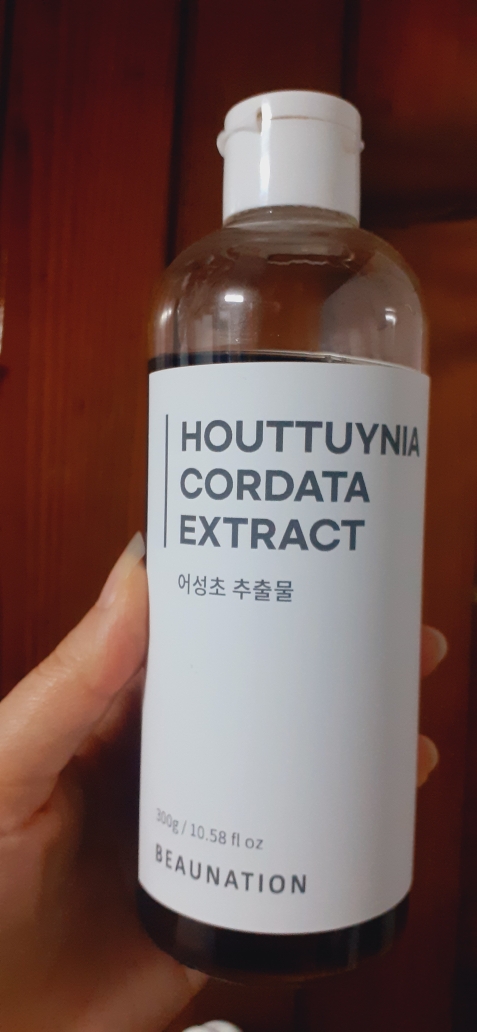 HOUTTUYNIA
CORDATA
EXTRACT
어성초 추출물
300g / 10.58 fl oz
BEAUNATION